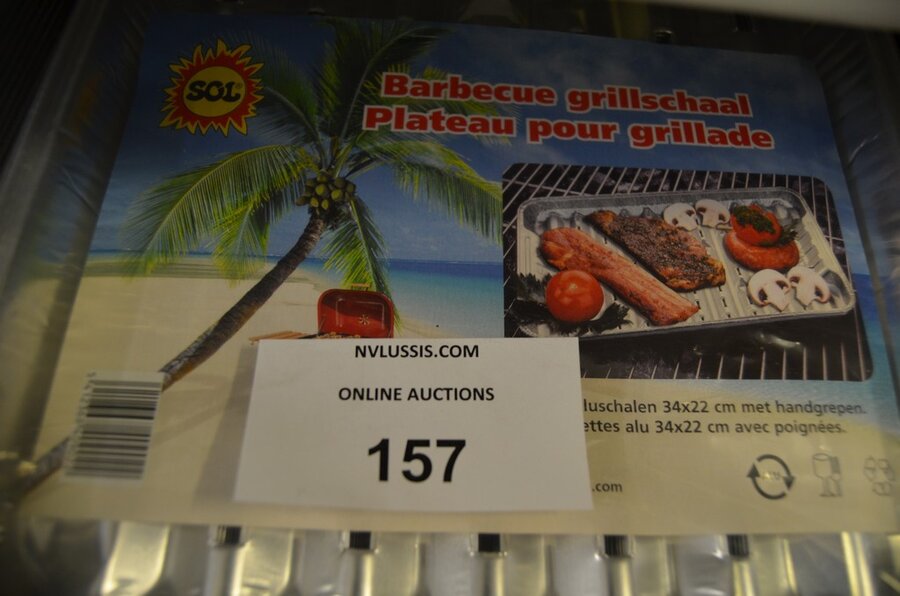 SOL
Barbecue grillschaal
Plateau pour grillade
NVLUSSIS.COM
ONLINE AUCTIONS
157
luschalen 34x22 cm met handgrepen.
ettes alu 34x22 cm avec poignées.
.com